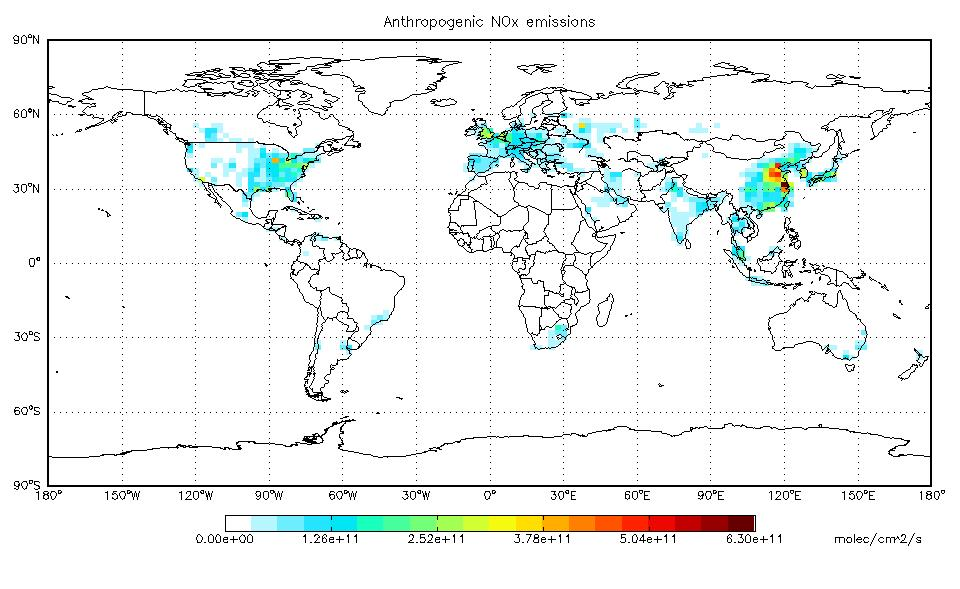 Anthropogenic NOx emissions
90°N
60°N
30°N
0°
30°S
60°S
90°S
180° 150°W 120°W 90°W 60°W 30°W 0° 30°E 60°E 90°E 120°E 150°E 180°
0.00e+00 1.26e+11 2.52e+11 3.78e+11 5.04e+11 6.30e+11 molec/cm^2/s